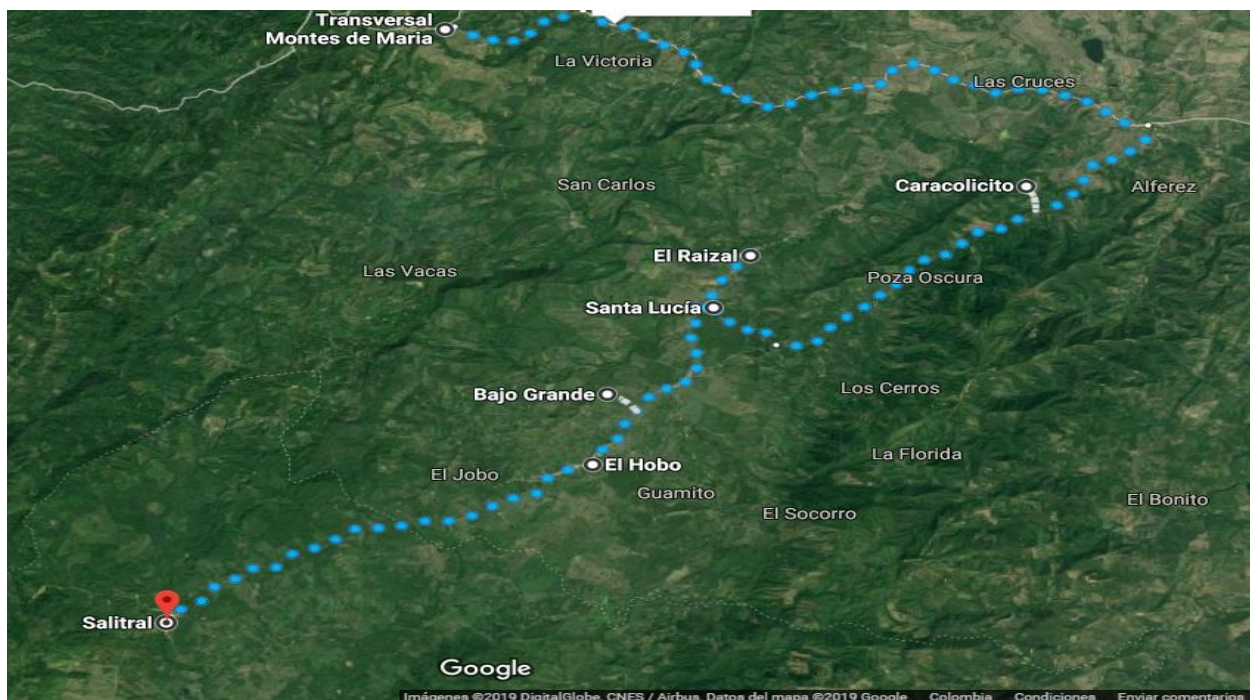 Transversal
Montes de Maria
La Victoria
Las Cruces
San Carlos
Caracolicito
Alferez
El Raizal
Las Vacas
Poza Oscura
Santa Lucía
Los Cerros
Bajo Grande
La Florida
El Hobo
El Jobo
Guamito
El Socorro
El Bonito
Salitral
Google
Imágenes ©2019 DigitalGlobe, CNES / Airbus, Datos del mapa ©2019 Google Colombia Condiciones Enviar comentarios